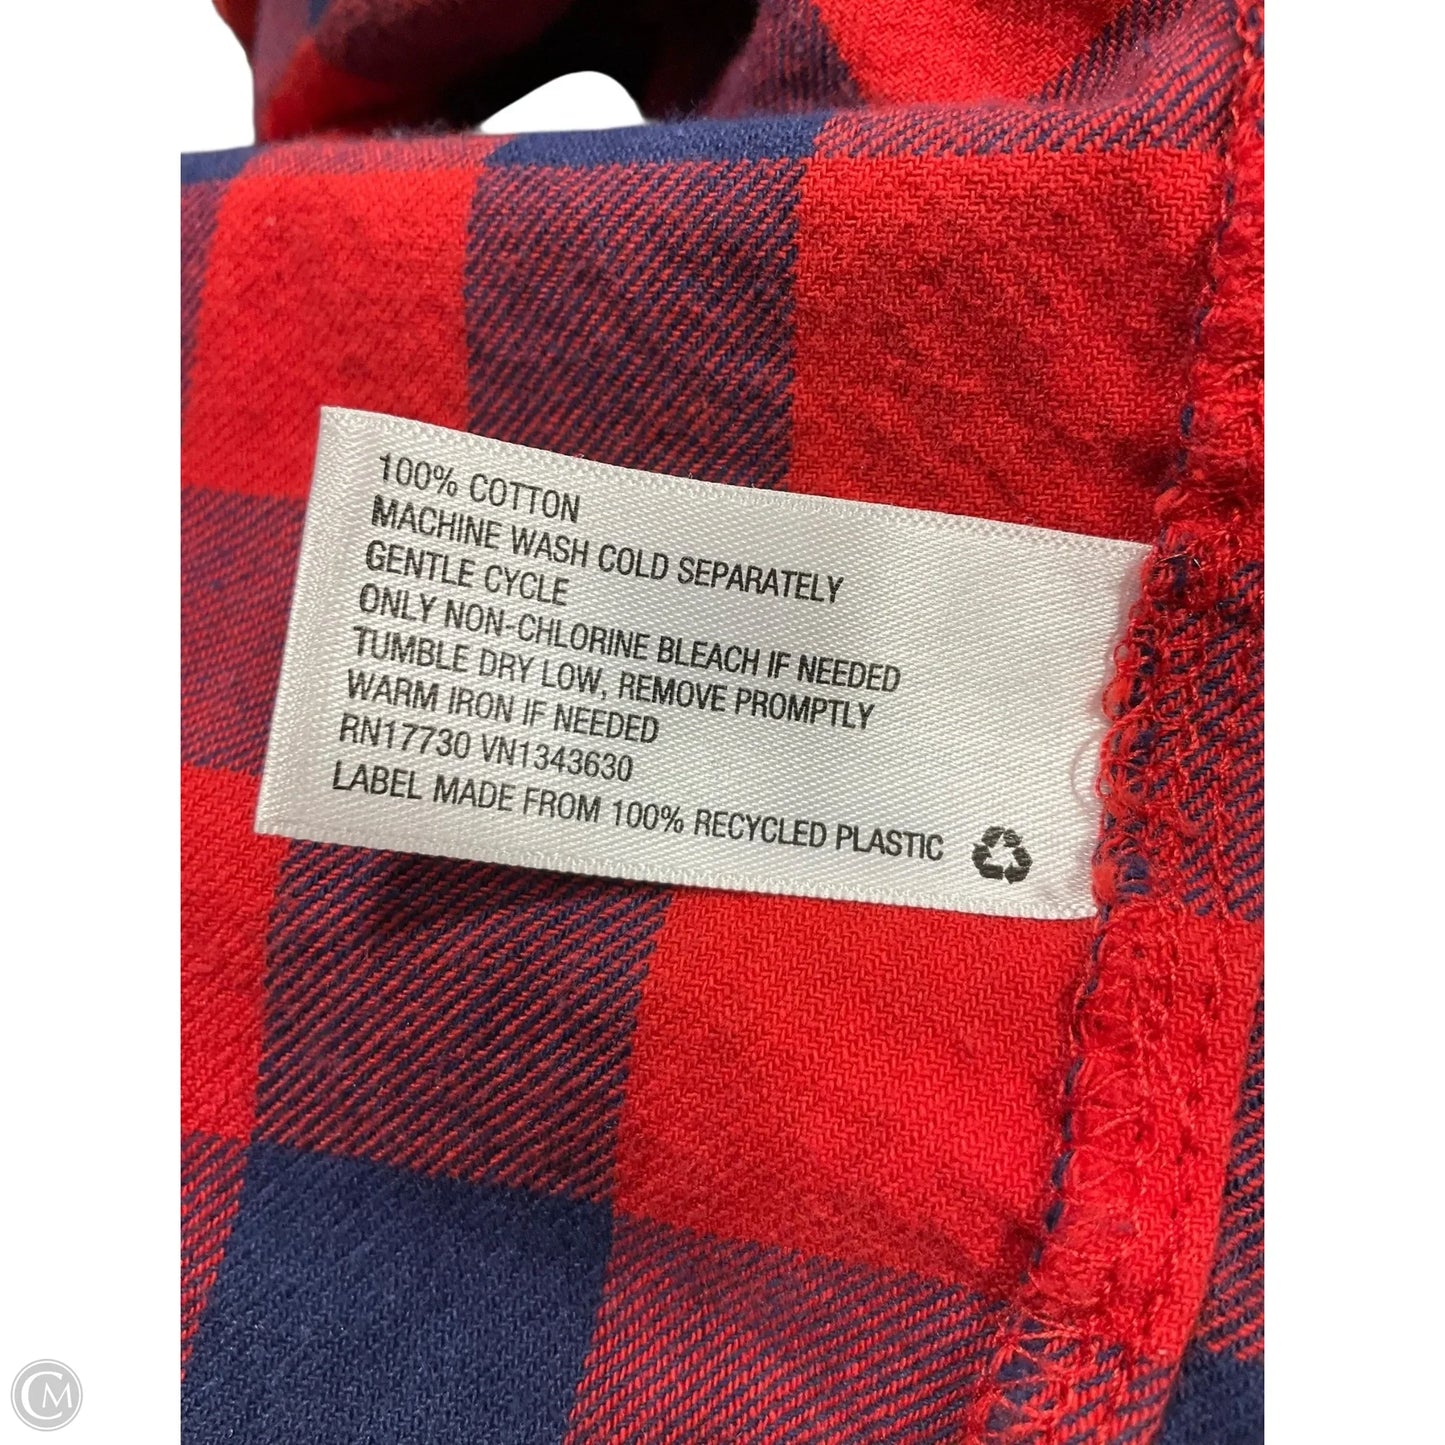 100% COTTON
MACHINE WASH COLD SEPARATELY
GENTLE CYCLE
ONLY NON-CHLORINE BLEACH IF NEEDED
TUMBLE DRY LOW, REMOVE PROMPTLY
WARM IRON IF NEEDED
RN17730 VN1343630
LABEL MADE FROM 100% RECYCLED PLASTIC
CM